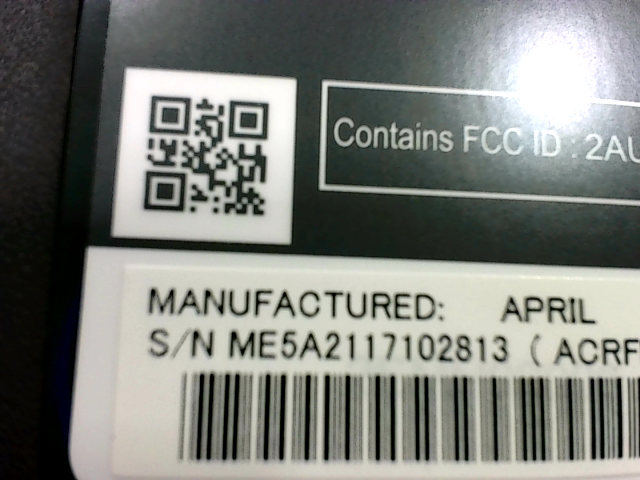 Contains FCC ID : 2AU
MANUFACTURED: APRIL
S/N ME5A2117102813 ( ACRF